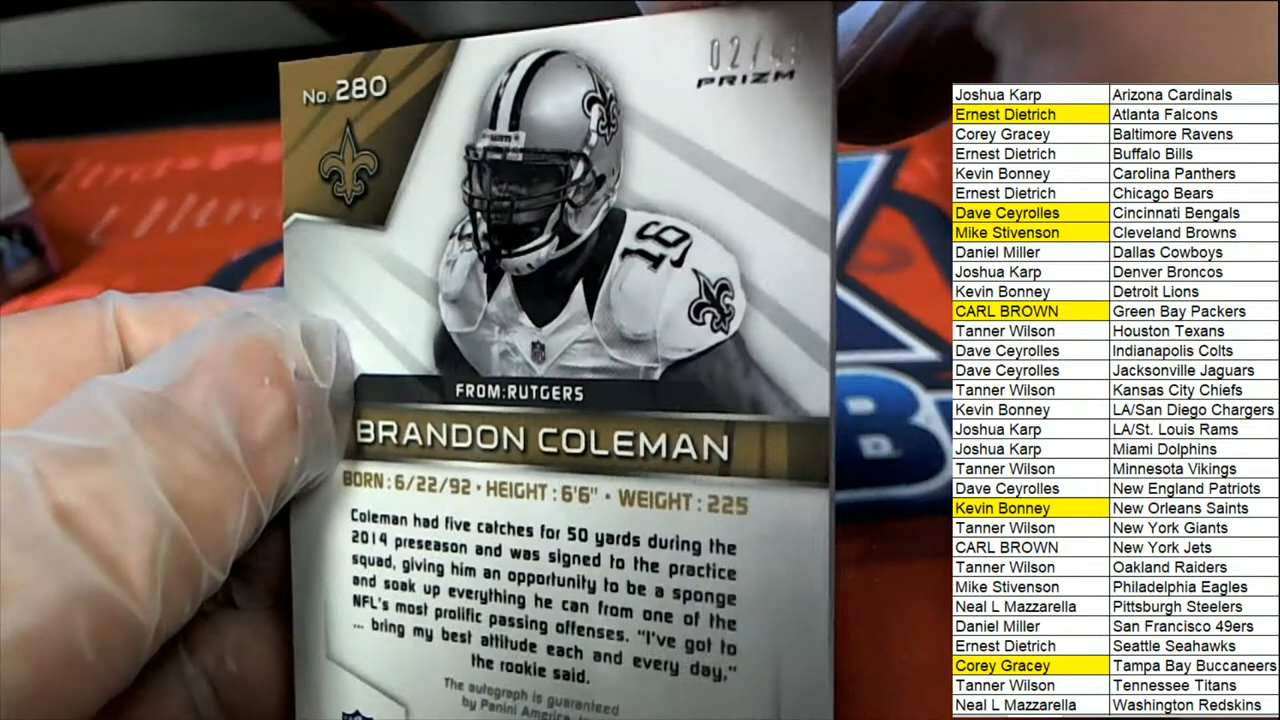 No. 280
PRIZM
SAINTS
16
FROM:RUTGERS
BRANDON COLEMAN
BORN: 6/22/92 • HEIGHT: 6'6" • WEIGHT: 225
Coleman had five catches for 50 yards during the
2014 preseason and was signed to the practice
squad, giving him an opportunity to be a sponge
and soak up everything he can from one of the
NFL's most prolific passing offenses. "I've got to
... bring my best attitude each and every day,"
the rookie said.
The autograph is guaranteed
by Panini America,
Joshua Karp Arizona Cardinals
Ernest Dietrich Atlanta Falcons
Corey Gracey Baltimore Ravens
Ernest Dietrich Buffalo Bills
Kevin Bonney Carolina Panthers
Ernest Dietrich Chicago Bears
Dave Ceyrolles Cincinnati Bengals
Mike Stivenson Cleveland Browns
Daniel Miller Dallas Cowboys
Joshua Karp Denver Broncos
Kevin Bonney Detroit Lions
CARL BROWN Green Bay Packers
Tanner Wilson Houston Texans
Dave Ceyrolles Indianapolis Colts
Dave Ceyrolles Jacksonville Jaguars
Tanner Wilson Kansas City Chiefs
Kevin Bonney LA/San Diego Chargers
Joshua Karp LA/St. Louis Rams
Joshua Karp Miami Dolphins
Tanner Wilson Minnesota Vikings
Dave Ceyrolles New England Patriots
Kevin Bonney New Orleans Saints
Tanner Wilson New York Giants
CARL BROWN New York Jets
Tanner Wilson Oakland Raiders
Mike Stivenson Philadelphia Eagles
Neal L Mazzarella Pittsburgh Steelers
Daniel Miller San Francisco 49ers
Ernest Dietrich Seattle Seahawks
Corey Gracey Tampa Bay Buccaneers
Tanner Wilson Tennessee Titans
Neal L Mazzarella Washington Redskins